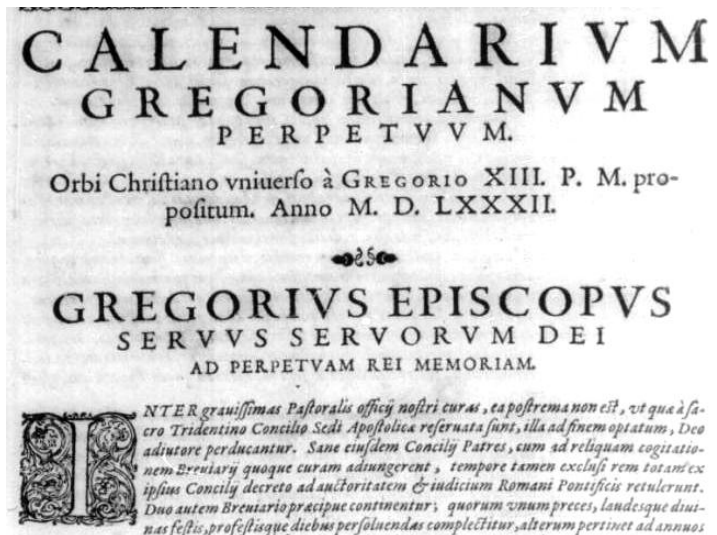 CALENDARIVM
GREGORIANVM
PERPETVVM.
Orbi Chriſtiano vniuerſo à GREGORIO XIII. P. M. pro-
poſitum. Anno M. D. LXXXII.
GREGORIVS EPISCOPVS
SERVVS SERVORVM DEI
AD PERPETVAM REI MEMORIAM.
INTER grauiſſimas Paſtoralis officij noſtri curas, ea poſtrema non eſt, vt quæ à ſa-
cro Tridentino Concilio Sedi Apoſtolicæ reſeruata ſunt, illa ad finem optatum, Deo
adiutore perducantur. Sane eiuſdem Concilij Patres, cum ad reliquam cogitatio-
nem Breuiarij quoque curam adiungerent, tempore tamen excluſi rem totam ex
ipſius Concilij decreto ad auctoritatem & iudicium Romani Pontificis retulerunt.
Duo autem Breuiario præcipue continentur, quorum vnum preces, laudesque diui-
nas feſtis, profeſtisque diebus perſoluendas complectitur, alterum pertinet ad annuos